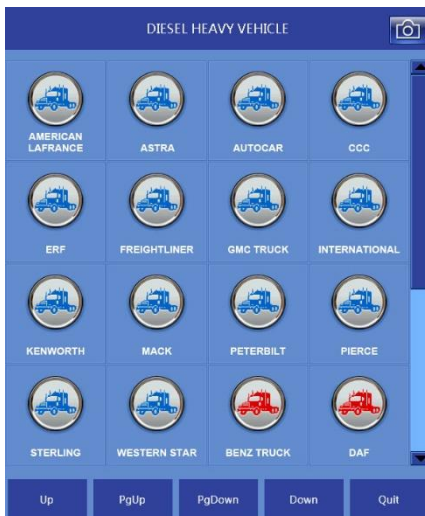 DIESEL HEAVY VEHICLE
AMERICAN
LAFRANCE
ASTRA
AUTOCAR
CCC
ERF
FREIGHTLINER
GMC TRUCK
INTERNATIONAL
KENWORTH
MACK
PETERBILT
PIERCE
STERLING
WESTERN STAR
BENZ TRUCK
DAF
Up
PgUp
PgDown
Down
Quit